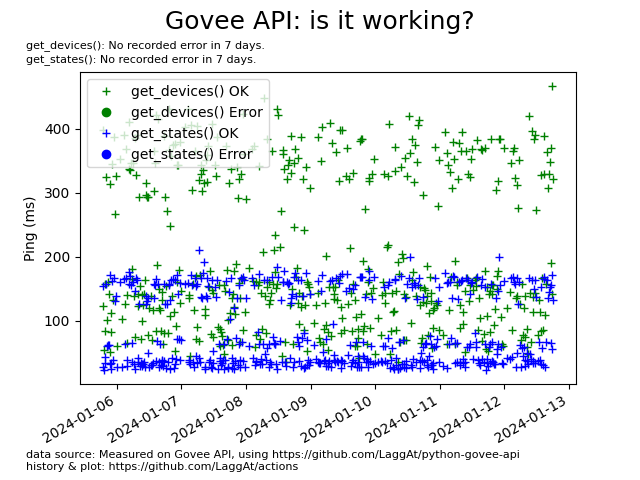 Govee API: is it working?
get_devices(): No recorded error in 7 days.
get_states(): No recorded error in 7 days.
get_devices() OK
get_devices() Error
get_states() OK
get_states() Error
Ping (ms)
400
300
200
100
2024-01-06
2024-01-07
2024-01-08
2024-01-09
2024-01-10
2024-01-11
2024-01-12
2024-01-13
data source: Measured on Govee API, using https://github.com/LaggAt/python-govee-api
history & plot: https://github.com/LaggAt/actions